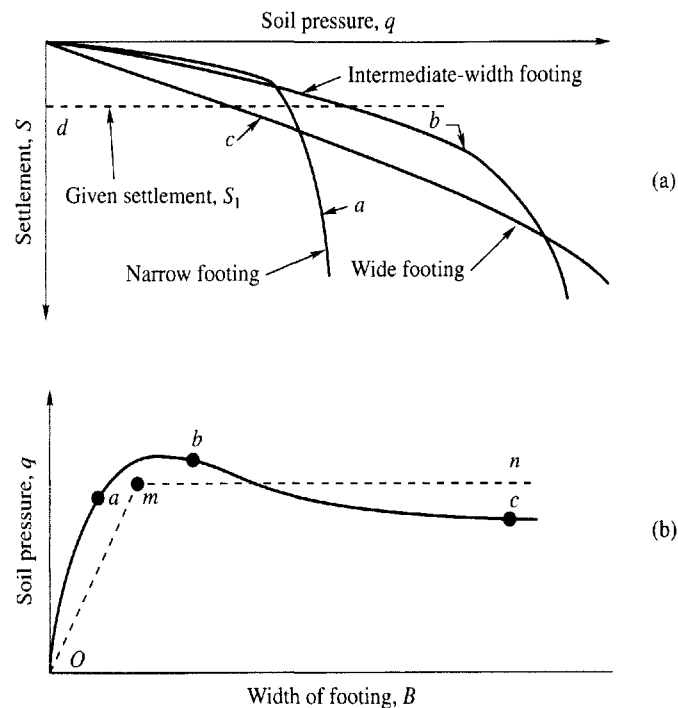 Soil pressure, q
Intermediate-width footing
d
c
b
Given settlement, S₁
a
Narrow footing
Wide footing
Settlement, S
(a)
b
n
a
m
c
Soil pressure, q
(b)
O
Width of footing, B